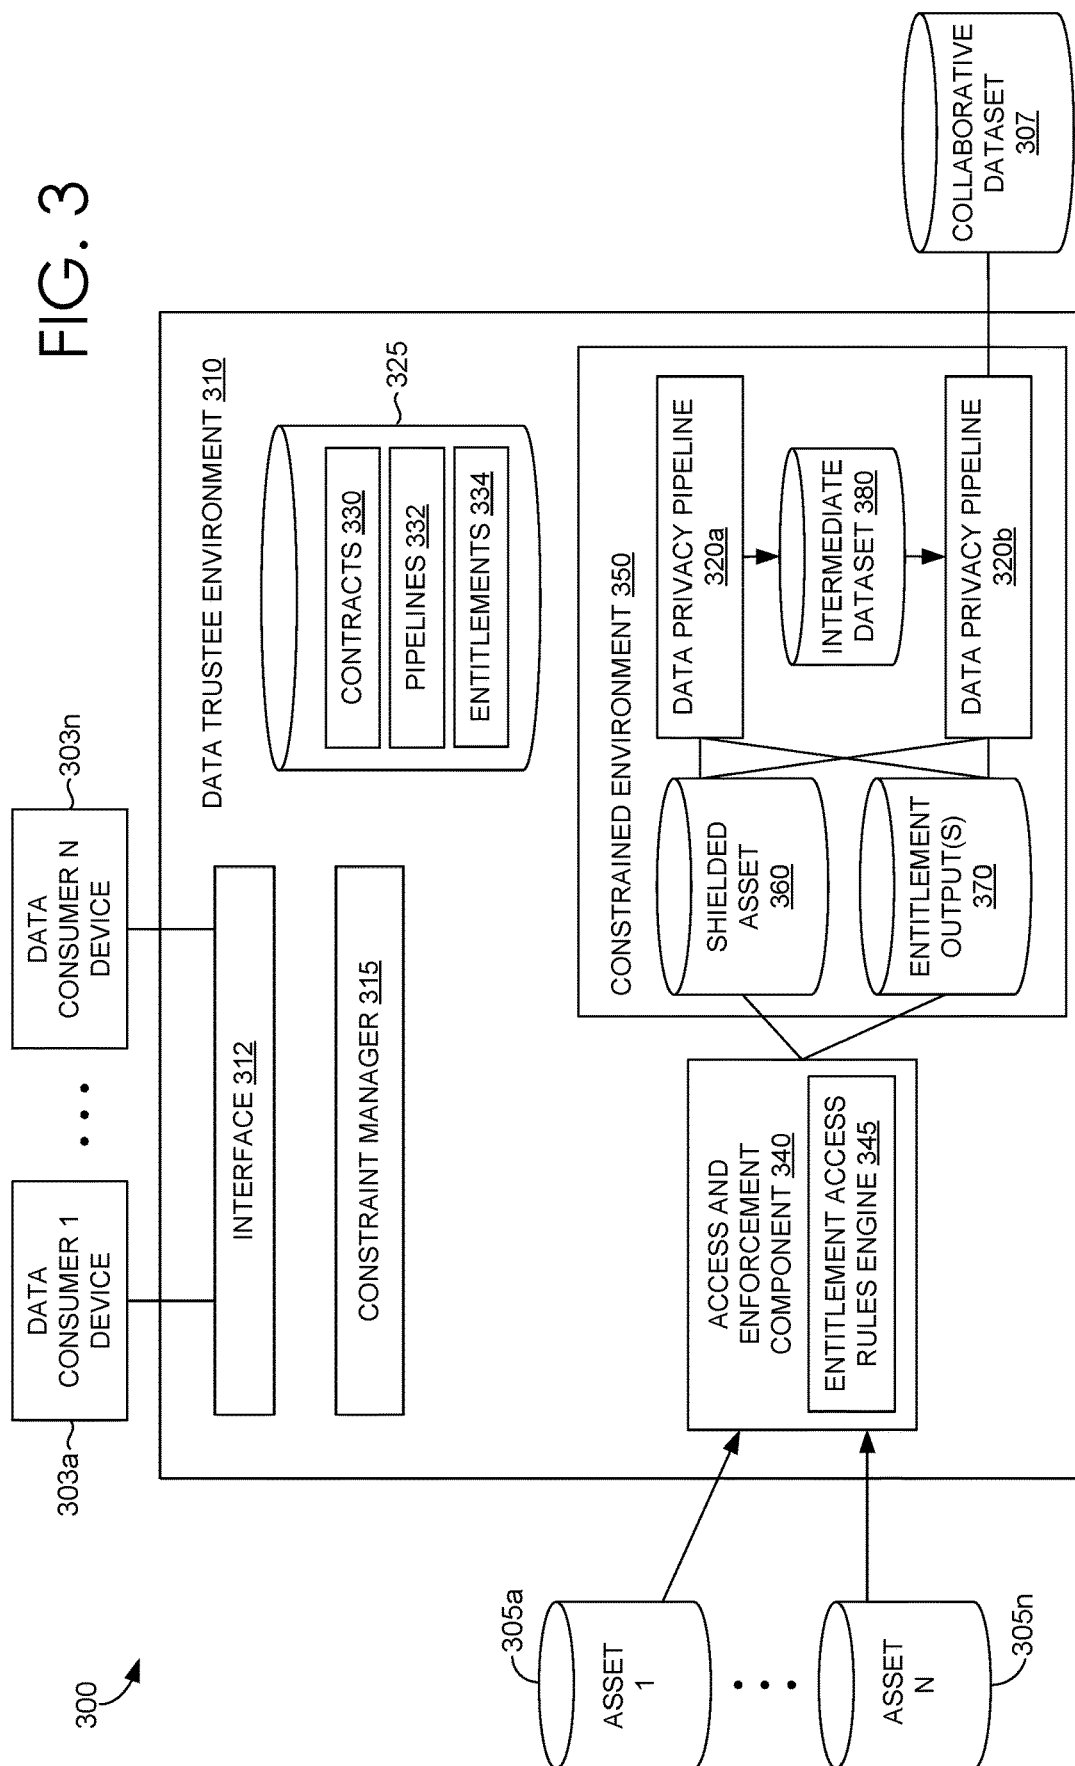 FIG. 3
300
303a
DATA
CONSUMER 1
DEVICE
DATA
CONSUMER N
DEVICE
303n
DATA TRUSTEE ENVIRONMENT 310
INTERFACE 312
CONSTRAINT MANAGER 315
325
CONTRACTS 330
PIPELINES 332
ENTITLEMENTS 334
305a
ASSET
1
ASSET
N
305n
ACCESS AND
ENFORCEMENT
COMPONENT 340
ENTITLEMENT ACCESS
RULES ENGINE 345
CONSTRAINED ENVIRONMENT 350
SHIELDED
ASSET
360
ENTITLEMENT
OUTPUT(S)
370
DATA PRIVACY PIPELINE
320a
INTERMEDIATE
DATASET 380
DATA PRIVACY PIPELINE
320b
COLLABORATIVE
DATASET
307